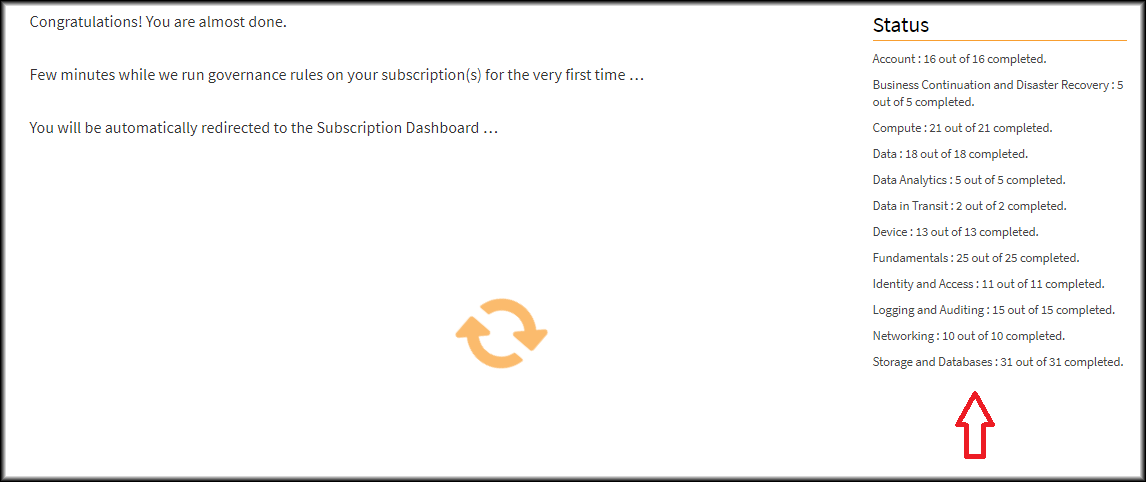 Congratulations! You are almost done.
Few minutes while we run governance rules on your subscription(s) for the very first time …
You will be automatically redirected to the Subscription Dashboard …
Status
Account : 16 out of 16 completed.
Business Continuation and Disaster Recovery : 5
out of 5 completed.
Compute : 21 out of 21 completed.
Data : 18 out of 18 completed.
Data Analytics : 5 out of 5 completed.
Data in Transit : 2 out of 2 completed.
Device : 13 out of 13 completed.
Fundamentals : 25 out of 25 completed.
Identity and Access : 11 out of 11 completed.
Logging and Auditing : 15 out of 15 completed.
Networking : 10 out of 10 completed.
Storage and Databases : 31 out of 31 completed.